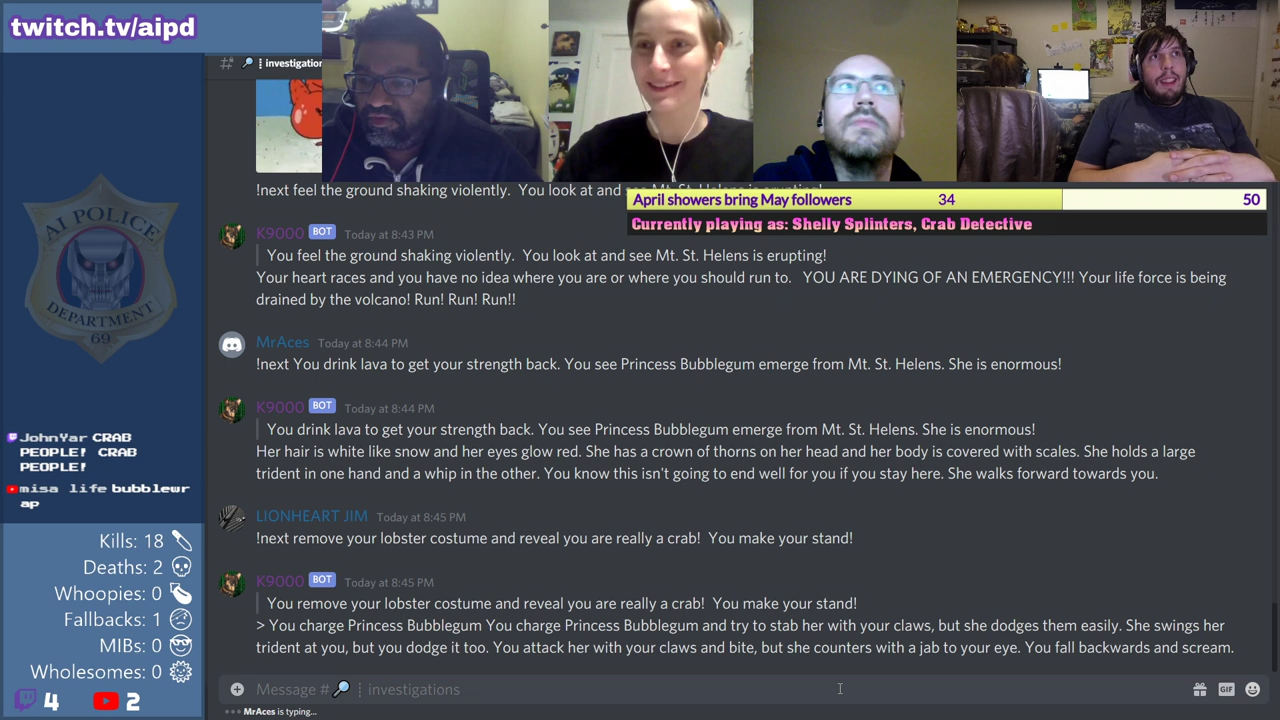 twitch.tv/aipd
AI POLICE
DEPARTMENT
69
JohnYar CRAB
PEOPLE! CRAB
PEOPLE!
misa life bubblewr
ap
Kills: 18
Deaths: 2
Whoopies: 0
Fallbacks: 1
MIBs: 0
Wholesomes: 0
4 2
investigation
!next feel the ground shaking violently. You look at and see Mt. St. Helens is erupting!
April showers bring May followers 34 50
Currently playing as: Shelly Splinters, Crab Detective
K9000 BOT Today at 8:43 PM
You feel the ground shaking violently. You look at and see Mt. St. Helens is erupting!
Your heart races and you have no idea where you are or where you should run to. YOU ARE DYING OF AN EMERGENCY!!! Your life force is being
drained by the volcano! Run! Run! Run!!
MrAces Today at 8:44 PM
!next You drink lava to get your strength back. You see Princess Bubblegum emerge from Mt. St. Helens. She is enormous!
K9000 BOT Today at 8:44 PM
You drink lava to get your strength back. You see Princess Bubblegum emerge from Mt. St. Helens. She is enormous!
Her hair is white like snow and her eyes glow red. She has a crown of thorns on her head and her body is covered with scales. She holds a large
trident in one hand and a whip in the other. You know this isn't going to end well for you if you stay here. She walks forward towards you.
LIONHEART JIM Today at 8:45 PM
!next remove your lobster costume and reveal you are really a crab! You make your stand!
K9000 BOT Today at 8:45 PM
You remove your lobster costume and reveal you are really a crab! You make your stand!
> You charge Princess Bubblegum You charge Princess Bubblegum and try to stab her with your claws, but she dodges them easily. She swings her
trident at you, but you dodge it too. You attack her with your claws and bite, but she counters with a jab to your eye. You fall backwards and scream.
Message # investigations
GIF
MrAces is typing...